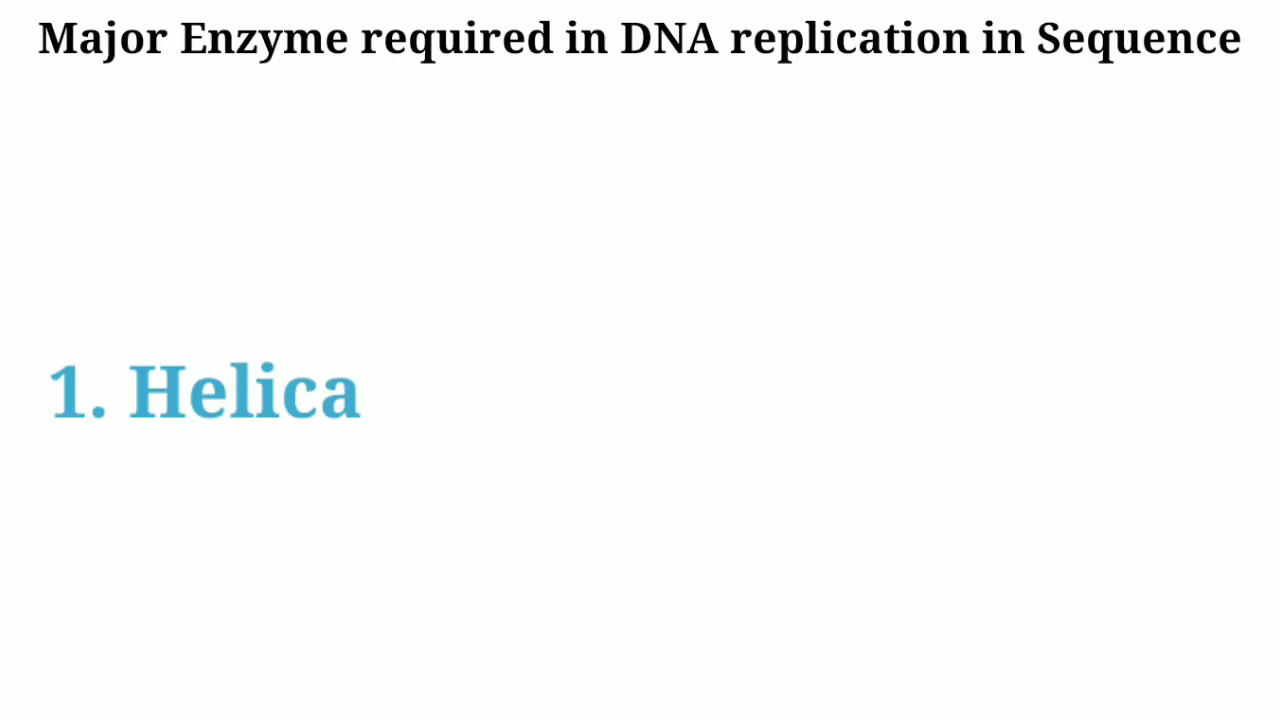 Major Enzyme required in DNA replication in Sequence
1. Helica